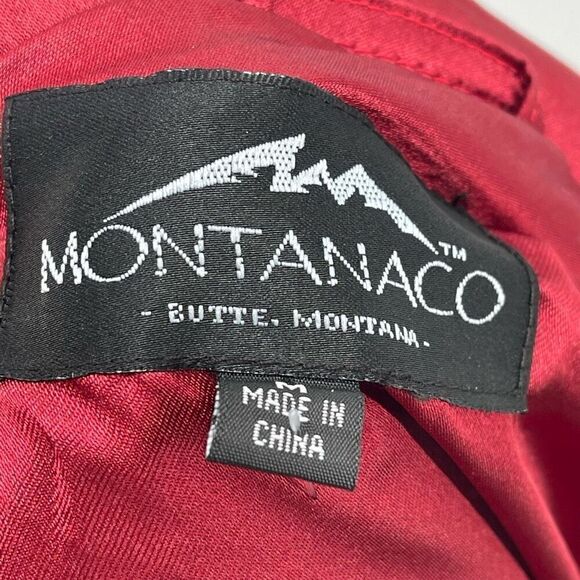 MONTANACO™
- BUTTE, MONTANA -
M
MADE IN
CHINA